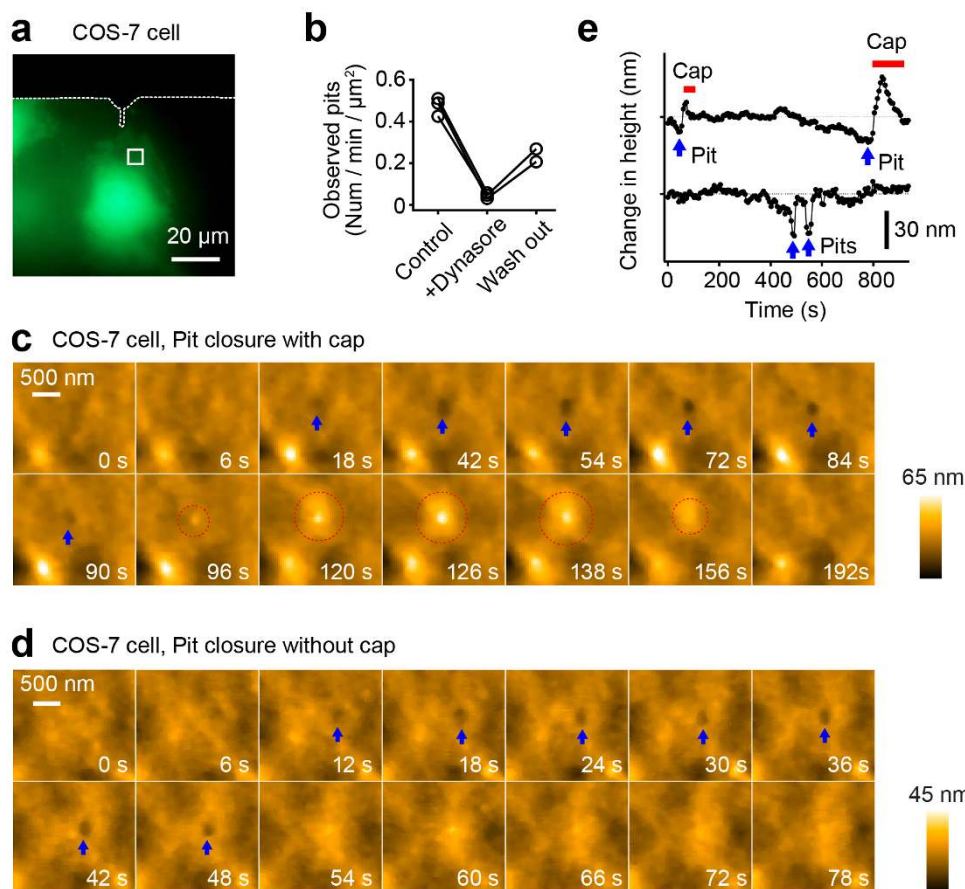 a
COS-7 cell
20 µm
b
Observed pits
(Num / min / µm²)
0.6
0.4
0.2
0
Control
+Dynasore
Wash out
e
Change in height (nm)
Cap
Cap
Pit
Pit
Pits
30 nm
0 200 400 600 800
Time (s)
c COS-7 cell, Pit closure with cap
500 nm
0 s 6 s 18 s 42 s 54 s 72 s 84 s
90 s 96 s 120 s 126 s 138 s 156 s 192s
65 nm
d COS-7 cell, Pit closure without cap
500 nm
0 s 6 s 12 s 18 s 24 s 30 s 36 s
42 s 48 s 54 s 60 s 66 s 72 s 78 s
45 nm